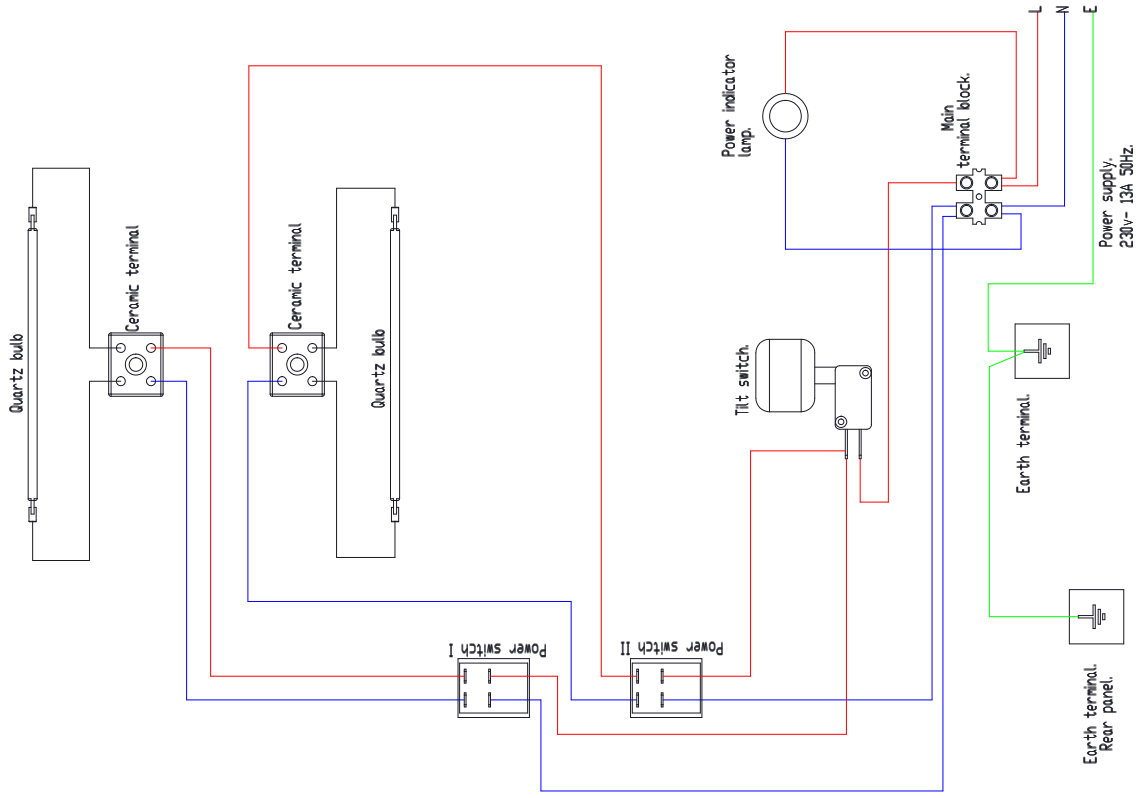 L
N
E
Power indicator
lamp.
Main
terminal block.
Power supply.
230v~ 13A 50Hz.
Ceramic terminal
Ceramic terminal
Quartz bulb
Quartz bulb
Tilt switch.
Earth terminal.
Power switch I
Power switch II
Earth terminal.
Rear panel.